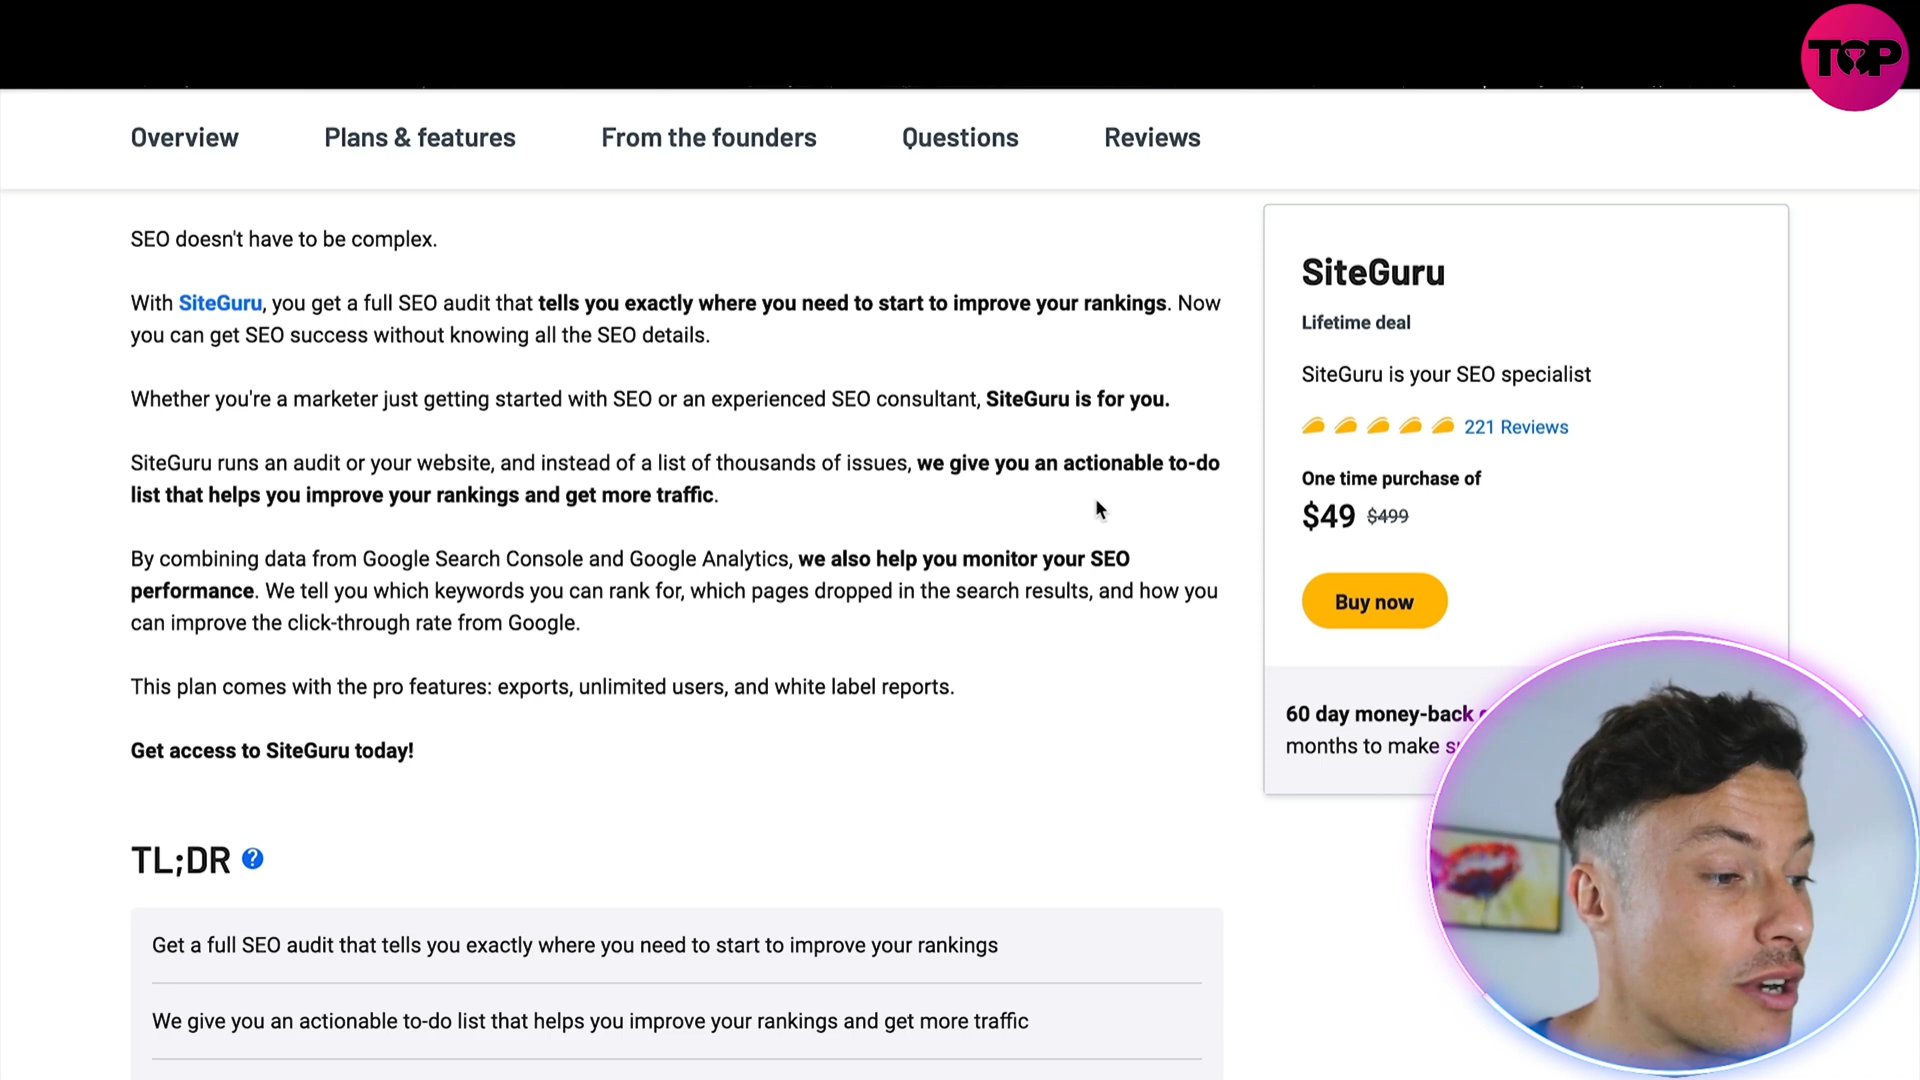 TOP
Overview
Plans & features
From the founders
Questions
Reviews
SEO doesn't have to be complex.
With SiteGuru, you get a full SEO audit that tells you exactly where you need to start to improve your rankings. Now
you can get SEO success without knowing all the SEO details.
Whether you're a marketer just getting started with SEO or an experienced SEO consultant, SiteGuru is for you.
SiteGuru runs an audit or your website, and instead of a list of thousands of issues, we give you an actionable to-do
list that helps you improve your rankings and get more traffic.
By combining data from Google Search Console and Google Analytics, we also help you monitor your SEO
performance. We tell you which keywords you can rank for, which pages dropped in the search results, and how you
can improve the click-through rate from Google.
This plan comes with the pro features: exports, unlimited users, and white label reports.
Get access to SiteGuru today!
TL;DR ?
Get a full SEO audit that tells you exactly where you need to start to improve your rankings
We give you an actionable to-do list that helps you improve your rankings and get more traffic
SiteGuru
Lifetime deal
SiteGuru is your SEO specialist
221 Reviews
One time purchase of
$49 $499
Buy now
60 day money-back
months to make